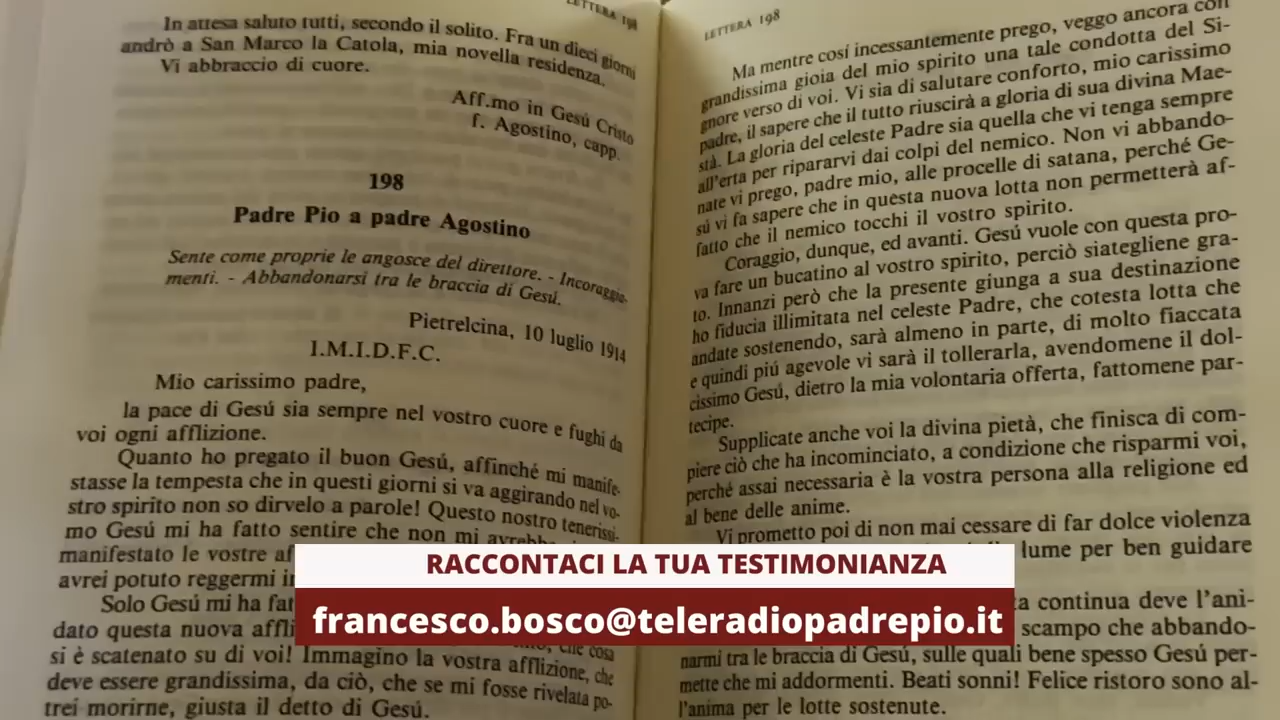 LETTERA 198
In attesa saluto tutti, secondo il solito. Fra un dieci giorni
andrò a San Marco la Catola, mia novella residenza.
Vi abbraccio di cuore.
Aff.mo in Gesú Cristo
f. Agostino, capp.
198
Padre Pio a padre Agostino
Sente come proprie le angosce del direttore. - Incoraggia-
menti. - Abbandonarsi tra le braccia di Gesú.
Pietrelcina, 10 luglio 1914
I.M.I.D.F.C.
Mio carissimo padre,
la pace di Gesú sia sempre nel vostro cuore e fughi da
voi ogni afflizione.
Quanto ho pregato il buon Gesú, affinché mi manife-
stasse la tempesta che in questi giorni si va aggirando nel vo-
stro spirito non so dirvelo a parole! Questo nostro tenerissi-
mo Gesú mi ha fatto sentire che non mi avrebbe
manifestato le vostre af
avrei potuto reggermi in
Solo Gesú mi ha fat
dato questa nuova affli
che cosa
si è scatenato su di voi! Immagino la vostra afflizione, che
deve essere grandissima, da ciò, che se mi fosse rivelata po-
trei morirne, giusta il detto di Gesú.
LETTERA 198
Ma mentre cosí incessantemente prego, veggo ancora con
grandissima gioia del mio spirito una tale condotta del Si-
gnore verso di voi. Vi sia di salutare conforto, mio carissimo
padre, il sapere che il tutto riuscirà a gloria di sua divina Mae-
stà. La gloria del celeste Padre sia quella che vi tenga sempre
all'erta per ripararvi dai colpi del nemico. Non vi abbando-
nate vi prego, padre mio, alle procelle di satana, perché Ge-
sú vi fa sapere che in questa nuova lotta non permetterà af-
fatto che il nemico tocchi il vostro spirito.
Coraggio, dunque, ed avanti. Gesú vuole con questa pro-
va fare un bucatino al vostro spirito, perciò siategliene gra-
to. Innanzi però che la presente giunga a sua destinazione
ho fiducia illimitata nel celeste Padre, che cotesta lotta che
andate sostenendo, sarà almeno in parte, di molto fiaccata
e quindi piú agevole vi sarà il tollerarla, avendomene il dol-
cissimo Gesú, dietro la mia volontaria offerta, fattomene par-
tecipe.
Supplicate anche voi la divina pietà, che finisca di com-
piere ciò che ha incominciato, a condizione che risparmi voi,
perché assai necessaria è la vostra persona alla religione ed
al bene delle anime.
Vi prometto poi di non mai cessare di far dolce violenza
lume per ben guidare
ta continua deve l'ani-
scampo che abbando-
narmi tra le braccia di Gesú, sulle quali bene spesso Gesú per-
mette che mi addormenti. Beati sonni! Felice ristoro sono al-
l'anima per le lotte sostenute.
RACCONTACI LA TUA TESTIMONIANZA
francesco.bosco@teleradiopadrepio.it